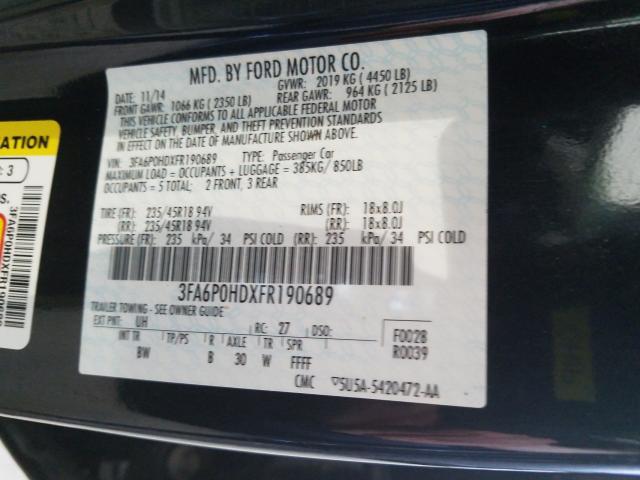 MFD. BY FORD MOTOR CO.
DATE: 11/14 GVWR: 2019 KG ( 4450 LB)
FRONT GAWR: 1066 KG ( 2350 LB) REAR GAWR: 964 KG ( 2125 LB)
THIS VEHICLE CONFORMS TO ALL APPLICABLE FEDERAL MOTOR
VEHICLE SAFETY, BUMPER, AND THEFT PREVENTION STANDARDS
IN EFFECT ON THE DATE OF MANUFACTURE SHOWN ABOVE.
VIN: 3FA6P0HDXFR190689 TYPE: Passenger Car
MAXIMUM LOAD = OCCUPANTS + LUGGAGE = 385KG/ 850LB
OCCUPANTS = 5 TOTAL; 2 FRONT, 3 REAR
TIRE (FR): 235/45R18 94V RIMS (FR): 18x8.0J
(RR): 235/45R18 94V (RR): 18x8.0J
PRESSURE (FR): 235 kPa/ 34 PSI COLD (RR): 235 kPa/ 34 PSI COLD
3FA6P0HDXFR190689
TRAILER TOWING - SEE OWNER GUIDE
EXT PNT: UH RC: 27 DSO: F0028
INT TR TP/PS R AXLE TR SPR R0039
BW B 30 W FFFF
CMC 5U5A-5420472-AA
ATION
: 3
S.
3FA6P0HDXFR190689